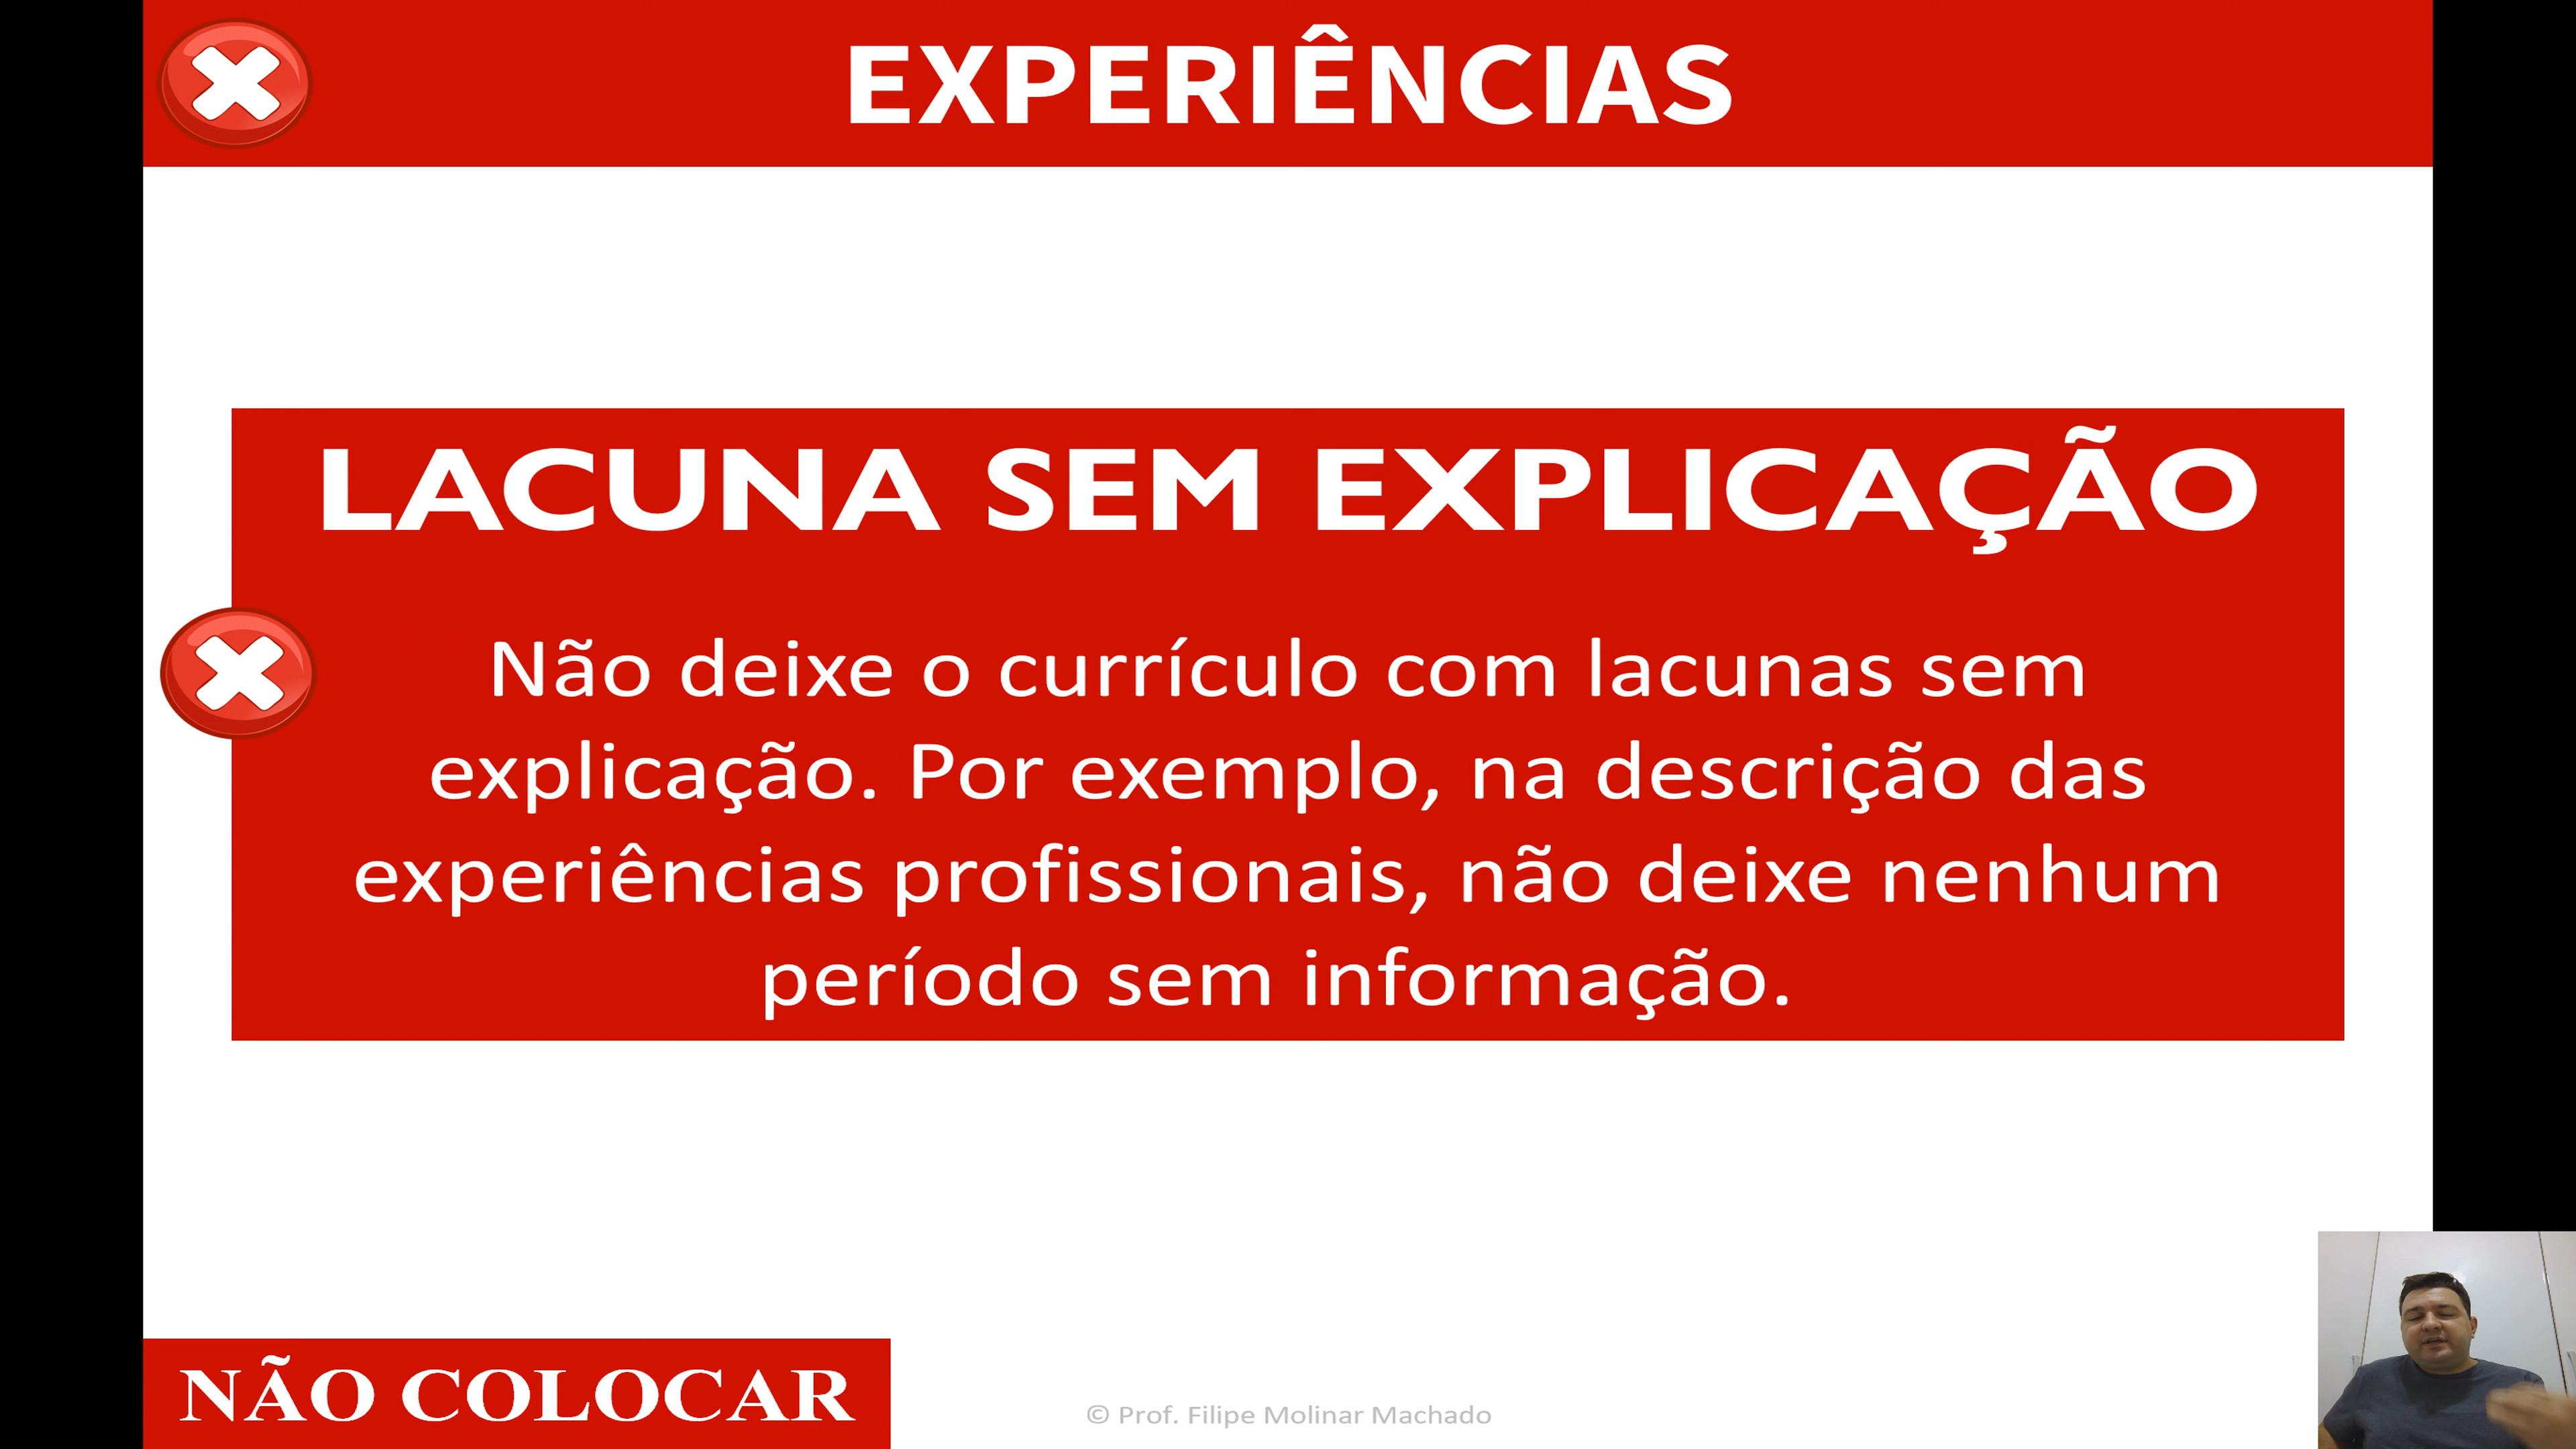 EXPERIÊNCIAS
LACUNA SEM EXPLICAÇÃO
Não deixe o currículo com lacunas sem
explicação. Por exemplo, na descrição das
experiências profissionais, não deixe nenhum
período sem informação.
NÃO COLOCAR
© Prof. Filipe Molinar Machado